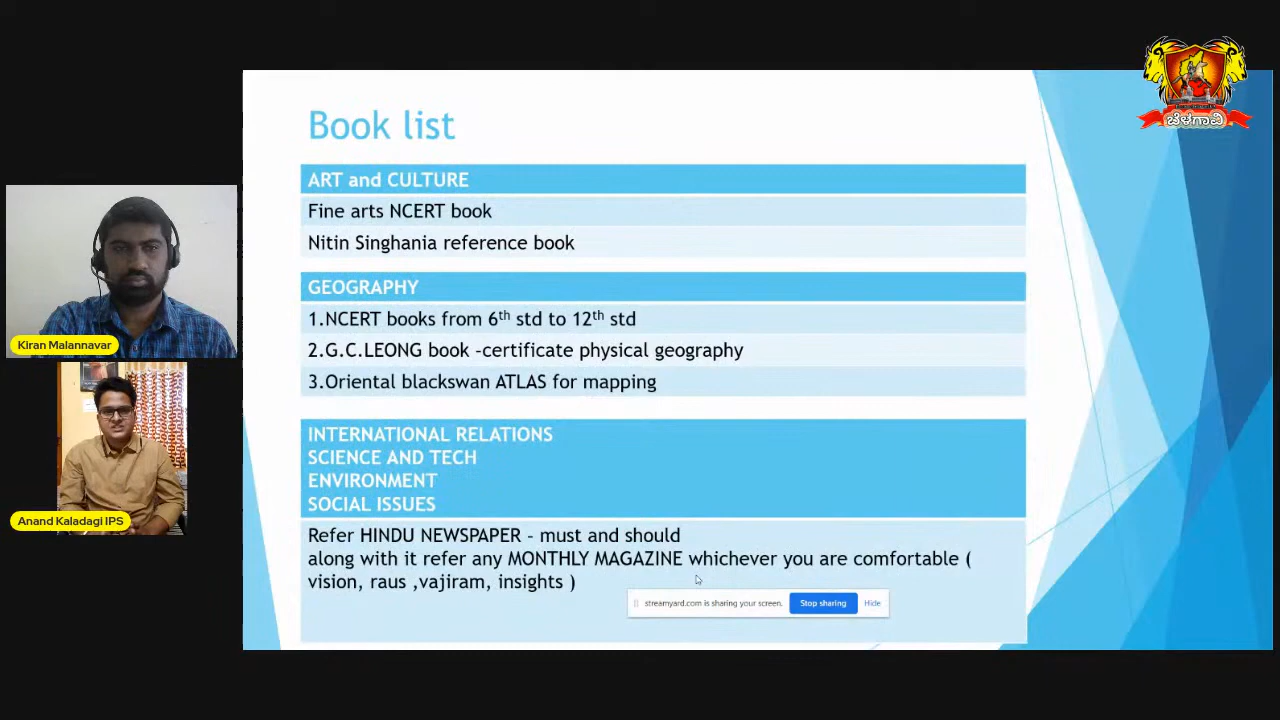 Book list
ART and CULTURE
Fine arts NCERT book
Nitin Singhania reference book
GEOGRAPHY
1.NCERT books from 6th std to 12th std
2.G.C.LEONG book –certificate physical geography
3.Oriental blackswan ATLAS for mapping
INTERNATIONAL RELATIONS
SCIENCE AND TECH
ENVIRONMENT
SOCIAL ISSUES
Refer HINDU NEWSPAPER – must and should
along with it refer any MONTHLY MAGAZINE whichever you are comfortable (
vision, raus ,vajiram, insights )
streamyard.com is sharing your screen.
Stop sharing
Hide
Kiran Malannavar
Anand Kaladagi IPS
ಬೆಳಗಾವಿ